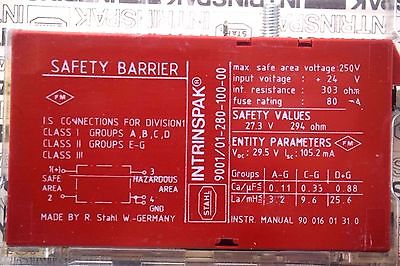 INTRINSPAK
SAFETY BARRIER
FM
I.S CONNECTIONS FOR DIVISION1
CLASS I GROUPS A,B,C,D
CLASS II GROUPS E-G
CLASS III
1(+) 3
SAFE HAZARDOUS
AREA AREA
2 4
GND
MADE BY R. Stahl W.-GERMANY
INTRINSPAK®
9001/01-280-100-00
STAHL
max. safe area voltage: 250V
input voltage : + 24 V
int. resistance : 303 ohm
fuse rating : 80 mA
SAFETY VALUES
27.3 V 294 ohm
ENTITY PARAMETERS FM
Voc: 29.5 V Isc: 105.2 mA
Groups A-G C-G D+G
Ca/µF≤ 0.11 0.35 0.88
La/mH≤ 3.2 9.6 25.6
INSTR. MANUAL 90 016 01 31 0